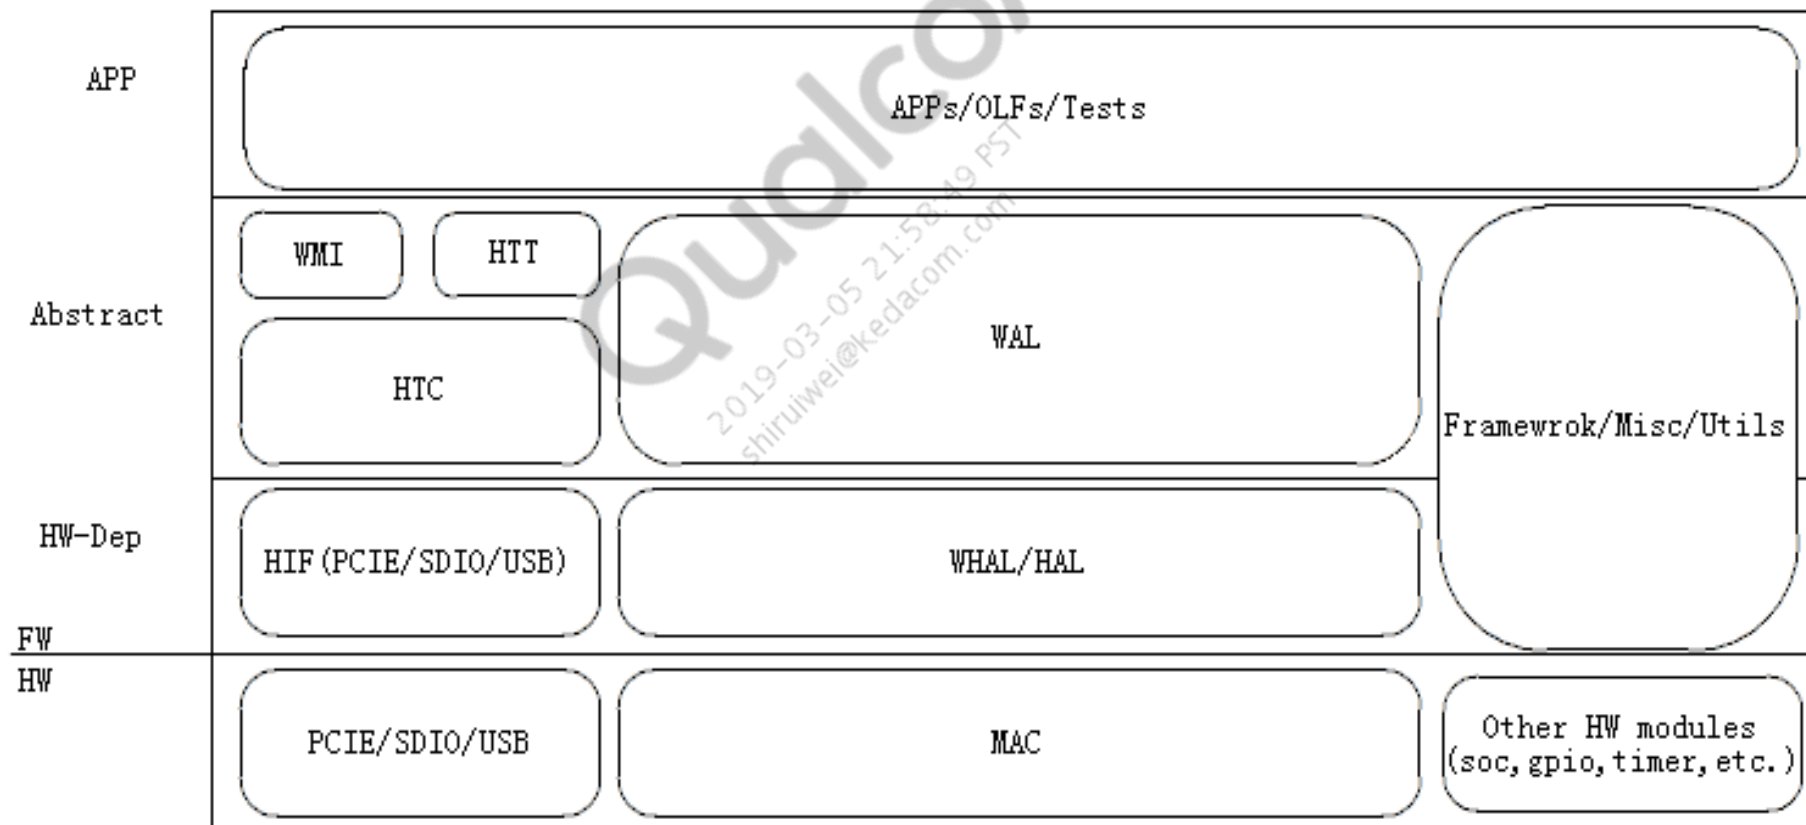 APP
APPs/OLFs/Tests
Qualco
2019-03-05 21:58:49 PST
shiruiwei@kedacom.com
Abstract
WMI
HTT
HTC
WAL
Framewrok/Misc/Utils
HW-Dep
HIF(PCIE/SDIO/USB)
WHAL/HAL
FW
HW
PCIE/SDIO/USB
MAC
Other HW modules
(soc,gpio,timer,etc.)